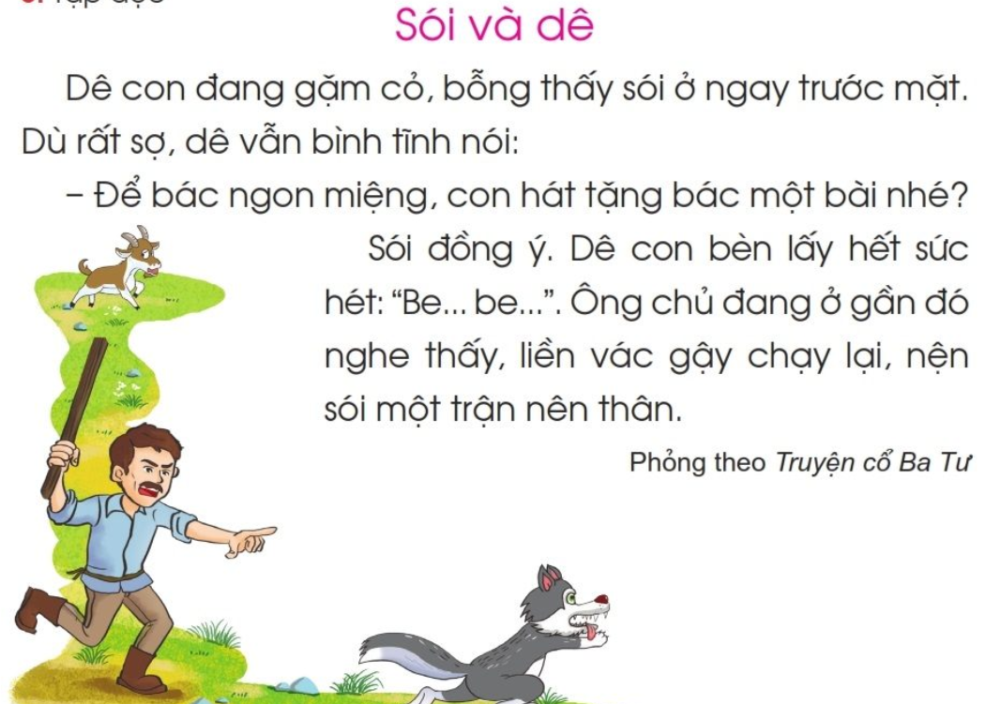 Sói và dê
Dê con đang gặm cỏ, bỗng thấy sói ở ngay trước mặt.
Dù rất sợ, dê vẫn bình tĩnh nói:
– Để bác ngon miệng, con hát tặng bác một bài nhé?
Sói đồng ý. Dê con bèn lấy hết sức
hét: “Be... be...”. Ông chủ đang ở gần đó
nghe thấy, liền vác gậy chạy lại, nện
sói một trận nên thân.
Phỏng theo Truyện cổ Ba Tư